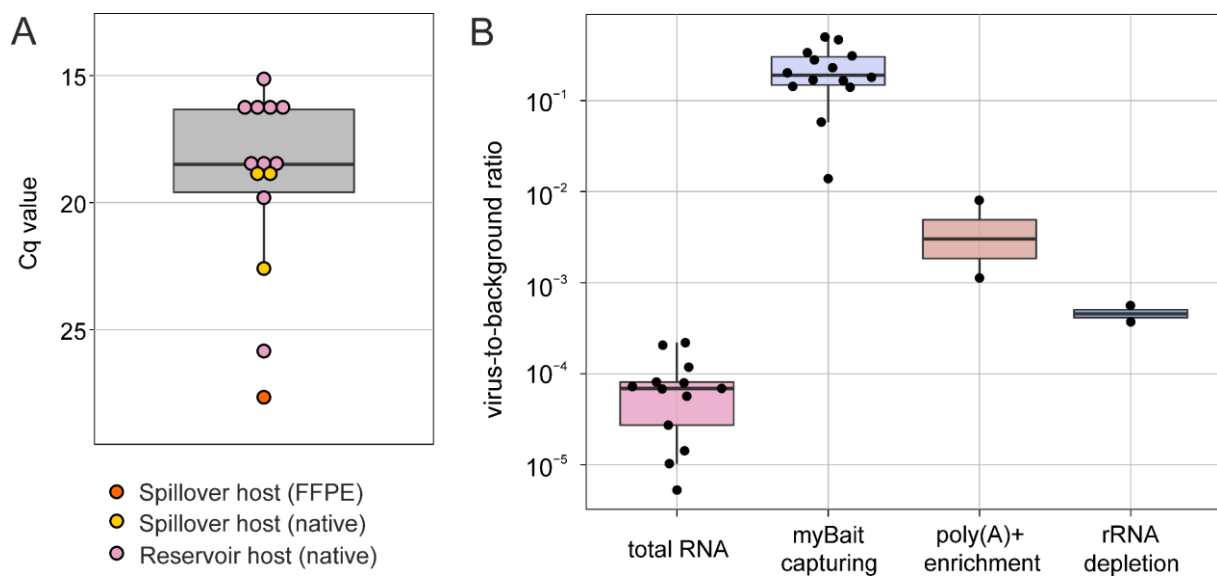 A
Cq value
15
20
25
Spillover host (FFPE)
Spillover host (native)
Reservoir host (native)
B
virus-to-background ratio
10⁻¹
10⁻²
10⁻³
10⁻⁴
10⁻⁵
total RNA
myBait
capturing
poly(A)+
enrichment
rRNA
depletion